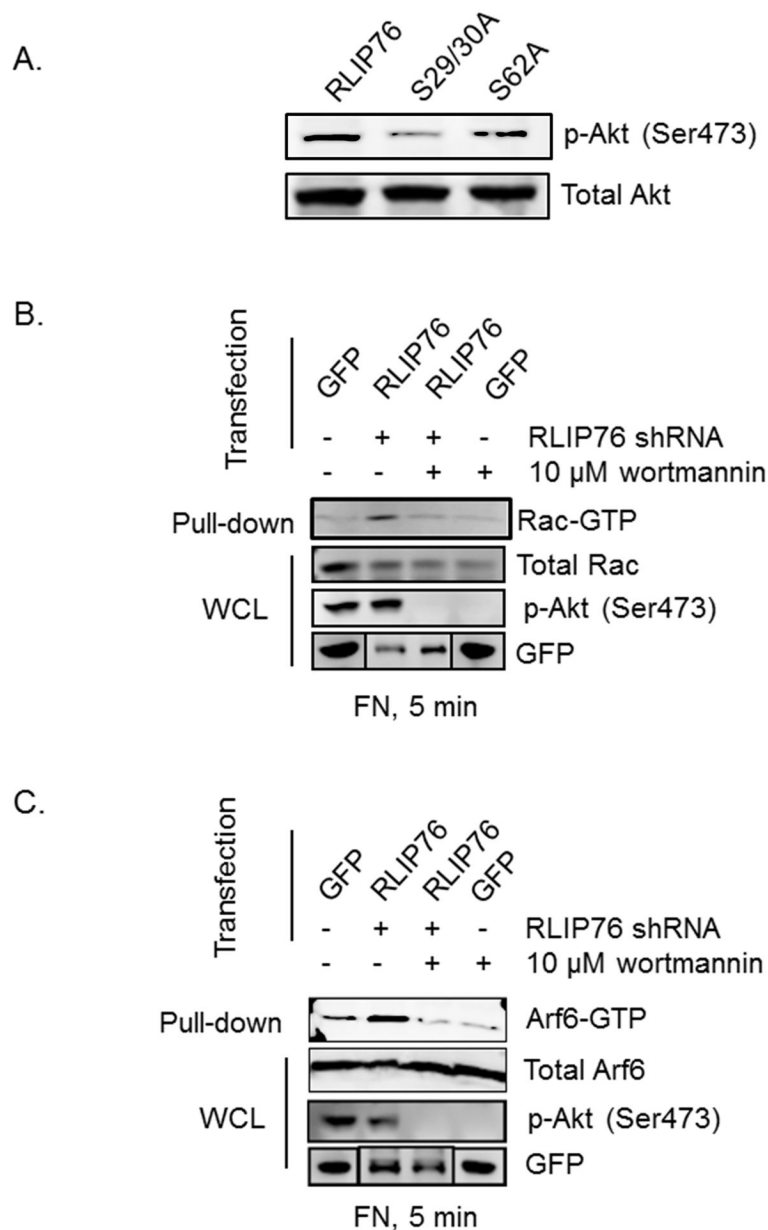 A.
RLIP76 S29/30A S62A
p-Akt (Ser473)
Total Akt
B.
Transfection
GFP RLIP76 RLIP76 GFP
- + + - RLIP76 shRNA
- - + + 10 µM wortmannin
Pull-down Rac-GTP
Total Rac
WCL p-Akt (Ser473)
GFP
FN, 5 min
C.
Transfection
GFP RLIP76 RLIP76 GFP
- + + - RLIP76 shRNA
- - + + 10 µM wortmannin
Pull-down Arf6-GTP
Total Arf6
WCL p-Akt (Ser473)
GFP
FN, 5 min